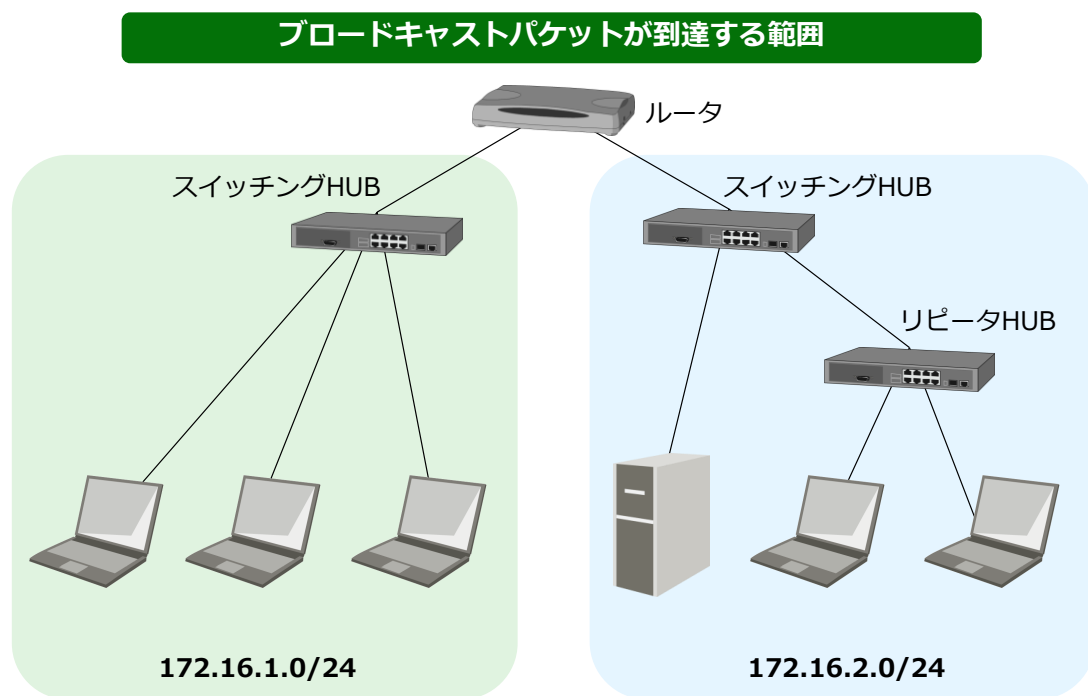 ブロードキャストパケットが到達する範囲
ルータ
スイッチングHUB
スイッチングHUB
リピータHUB
172.16.1.0/24
172.16.2.0/24